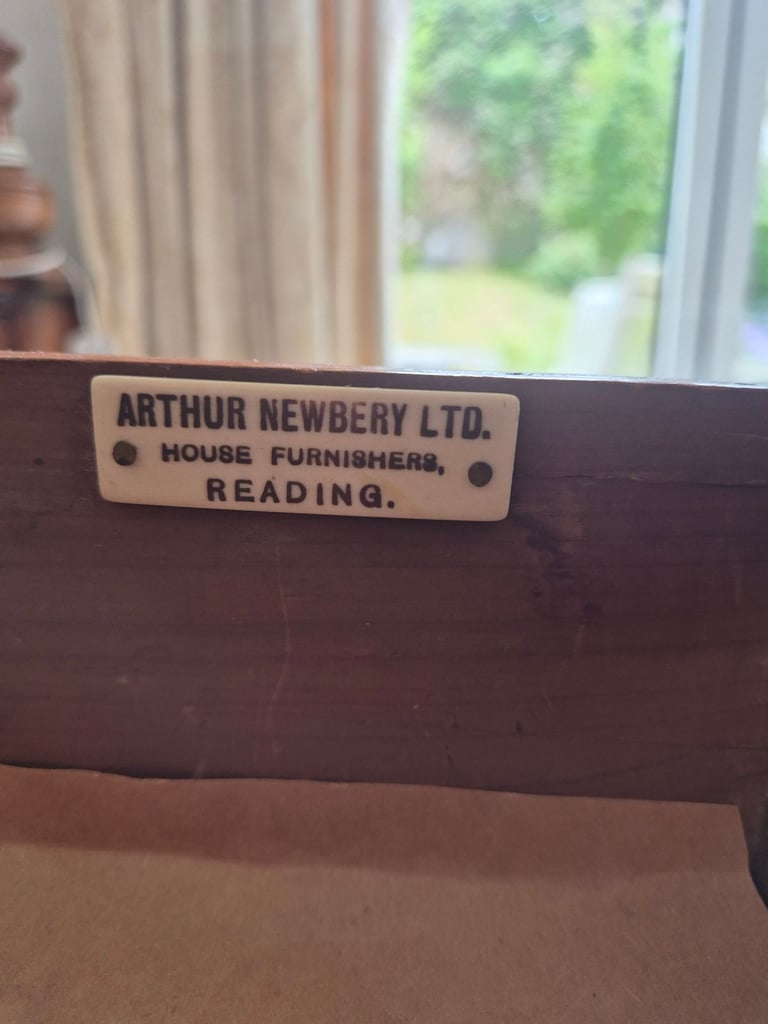 ARTHUR NEWBERY LTD.
HOUSE FURNISHERS,
READING.